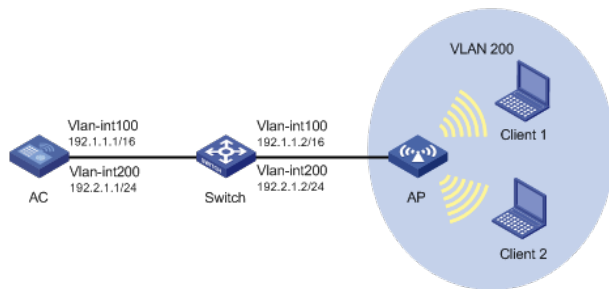 VLAN 200
Vlan-int100
192.1.1.1/16
Vlan-int200
192.2.1.1/24
AC
SWITCH
Switch
Vlan-int100
192.1.1.2/16
Vlan-int200
192.2.1.2/24
AP
Client 1
Client 2